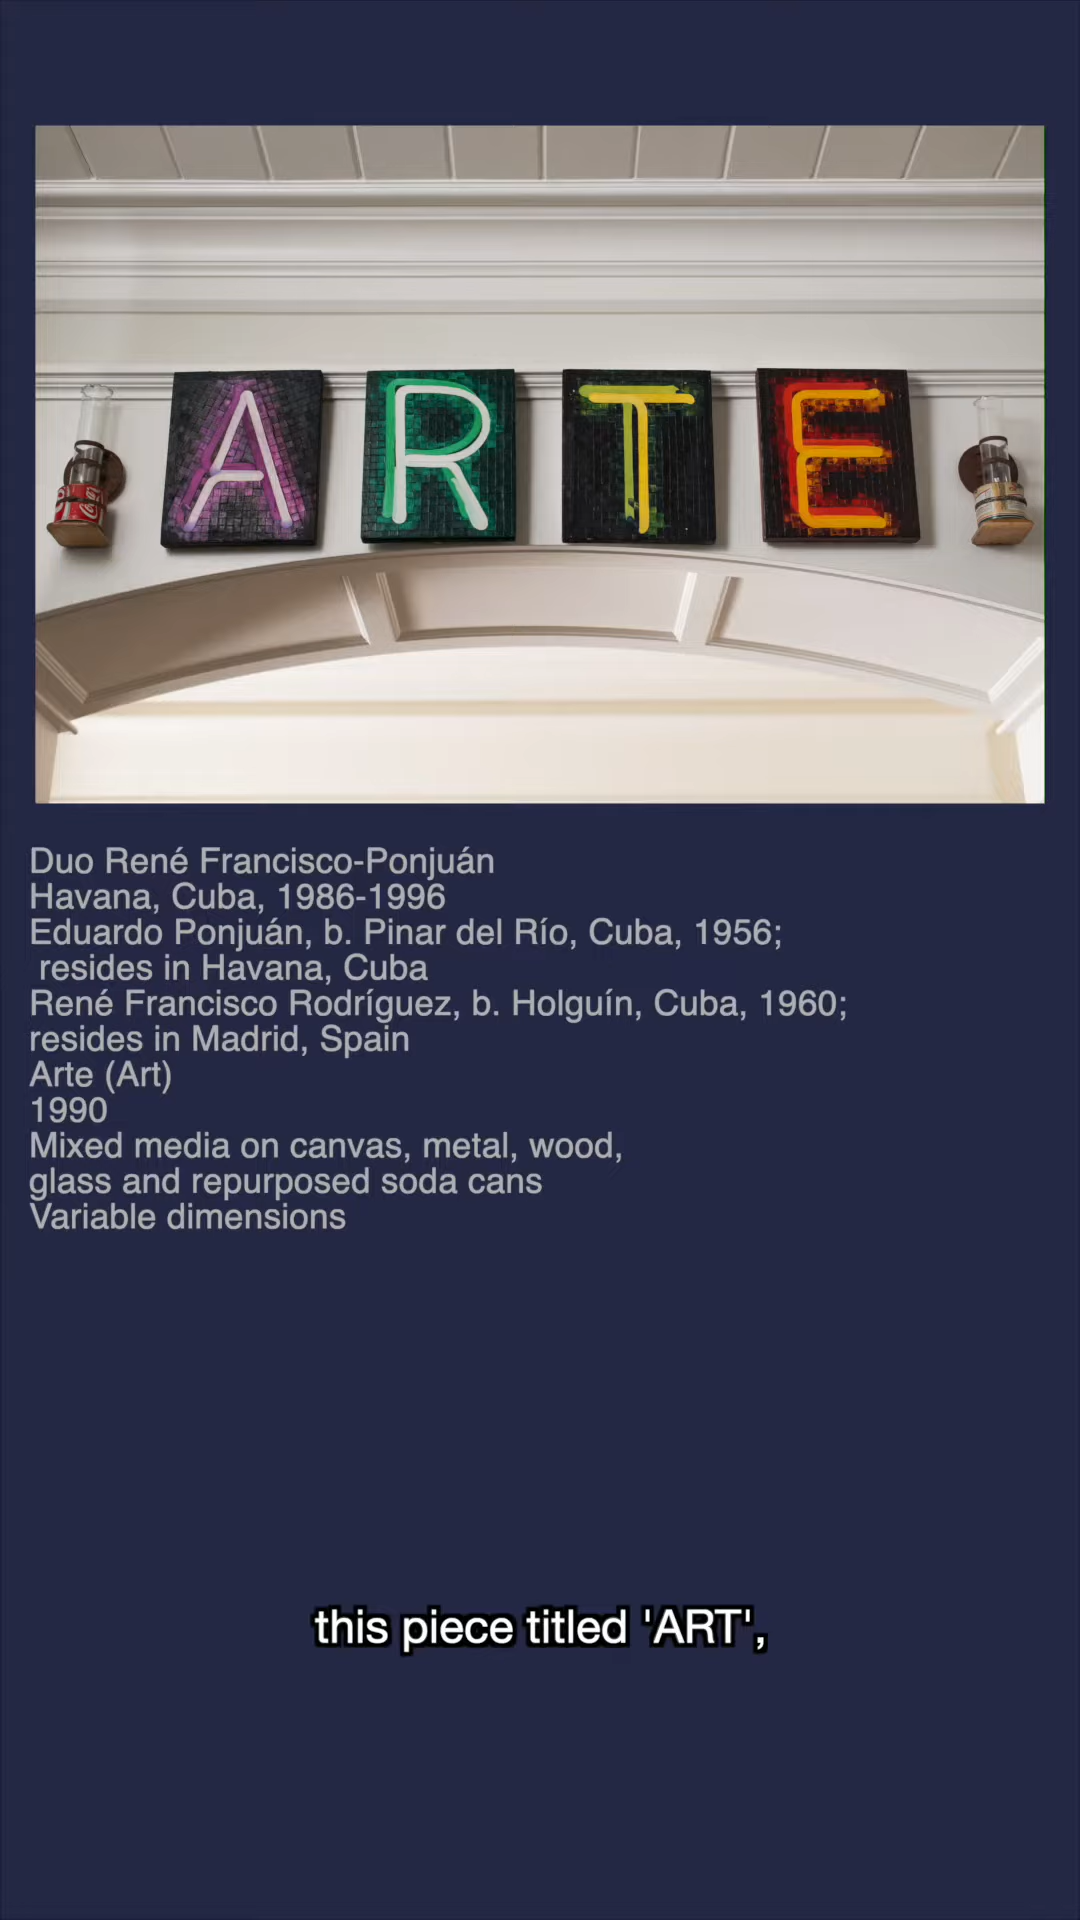 ARTE
Duo René Francisco-Ponjuán
Havana, Cuba, 1986-1996
Eduardo Ponjuán, b. Pinar del Río, Cuba, 1956;
resides in Havana, Cuba
René Francisco Rodríguez, b. Holguín, Cuba, 1960;
resides in Madrid, Spain
Arte (Art)
1990
Mixed media on canvas, metal, wood,
glass and repurposed soda cans
Variable dimensions
this piece titled 'ART',